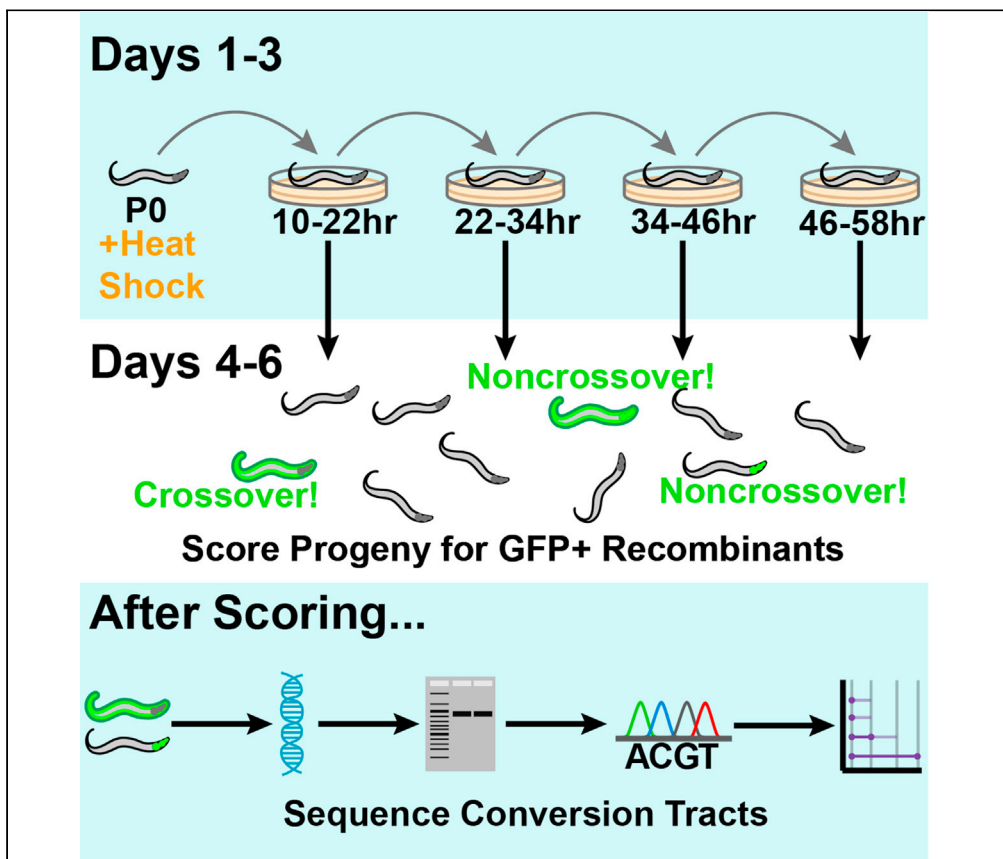 Days 1-3
P0
+Heat
Shock
10-22hr
22-34hr
34-46hr
46-58hr
Days 4-6
Noncrossover!
Crossover!
Noncrossover!
Score Progeny for GFP+ Recombinants
After Scoring...
ACGT
Sequence Conversion Tracts